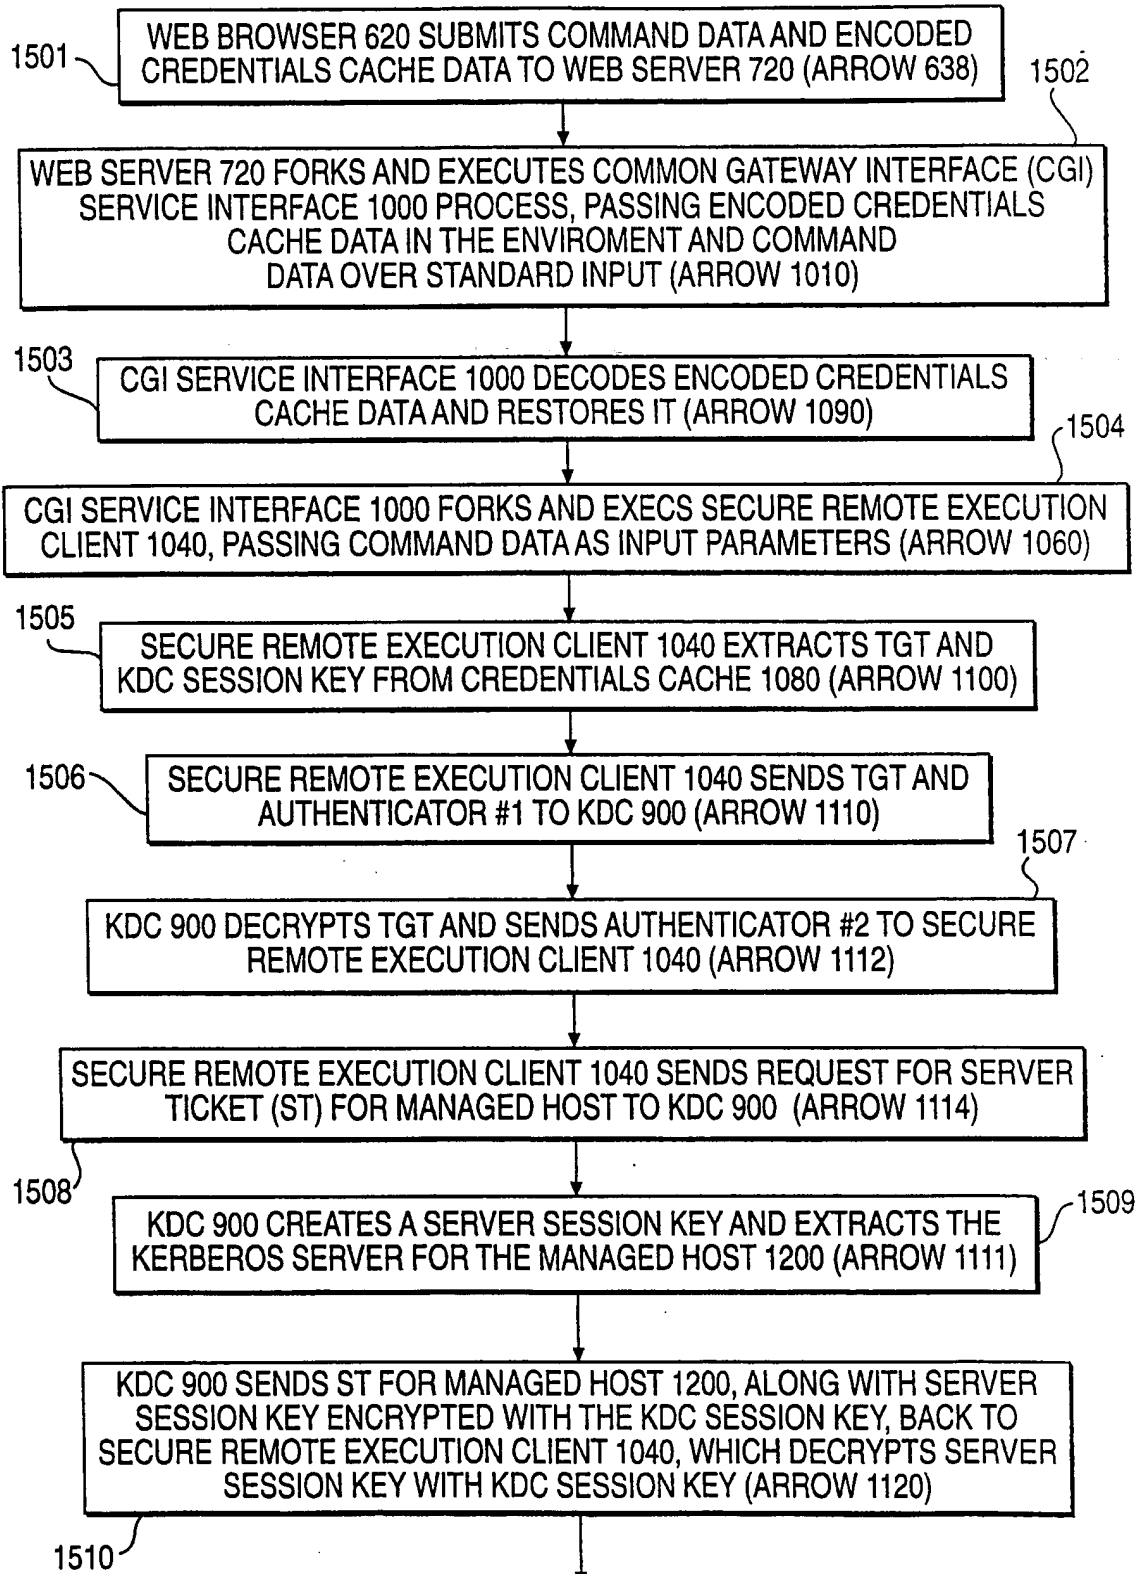 1501
WEB BROWSER 620 SUBMITS COMMAND DATA AND ENCODED
CREDENTIALS CACHE DATA TO WEB SERVER 720 (ARROW 638)
1502
WEB SERVER 720 FORKS AND EXECUTES COMMON GATEWAY INTERFACE (CGI)
SERVICE INTERFACE 1000 PROCESS, PASSING ENCODED CREDENTIALS
CACHE DATA IN THE ENVIROMENT AND COMMAND
DATA OVER STANDARD INPUT (ARROW 1010)
1503
CGI SERVICE INTERFACE 1000 DECODES ENCODED CREDENTIALS
CACHE DATA AND RESTORES IT (ARROW 1090)
1504
CGI SERVICE INTERFACE 1000 FORKS AND EXECS SECURE REMOTE EXECUTION
CLIENT 1040, PASSING COMMAND DATA AS INPUT PARAMETERS (ARROW 1060)
1505
SECURE REMOTE EXECUTION CLIENT 1040 EXTRACTS TGT AND
KDC SESSION KEY FROM CREDENTIALS CACHE 1080 (ARROW 1100)
1506
SECURE REMOTE EXECUTION CLIENT 1040 SENDS TGT AND
AUTHENTICATOR #1 TO KDC 900 (ARROW 1110)
1507
KDC 900 DECRYPTS TGT AND SENDS AUTHENTICATOR #2 TO SECURE
REMOTE EXECUTION CLIENT 1040 (ARROW 1112)
SECURE REMOTE EXECUTION CLIENT 1040 SENDS REQUEST FOR SERVER
TICKET (ST) FOR MANAGED HOST TO KDC 900 (ARROW 1114)
1508
1509
KDC 900 CREATES A SERVER SESSION KEY AND EXTRACTS THE
KERBEROS SERVER FOR THE MANAGED HOST 1200 (ARROW 1111)
KDC 900 SENDS ST FOR MANAGED HOST 1200, ALONG WITH SERVER
SESSION KEY ENCRYPTED WITH THE KDC SESSION KEY, BACK TO
SECURE REMOTE EXECUTION CLIENT 1040, WHICH DECRYPTS SERVER
SESSION KEY WITH KDC SESSION KEY (ARROW 1120)
1510